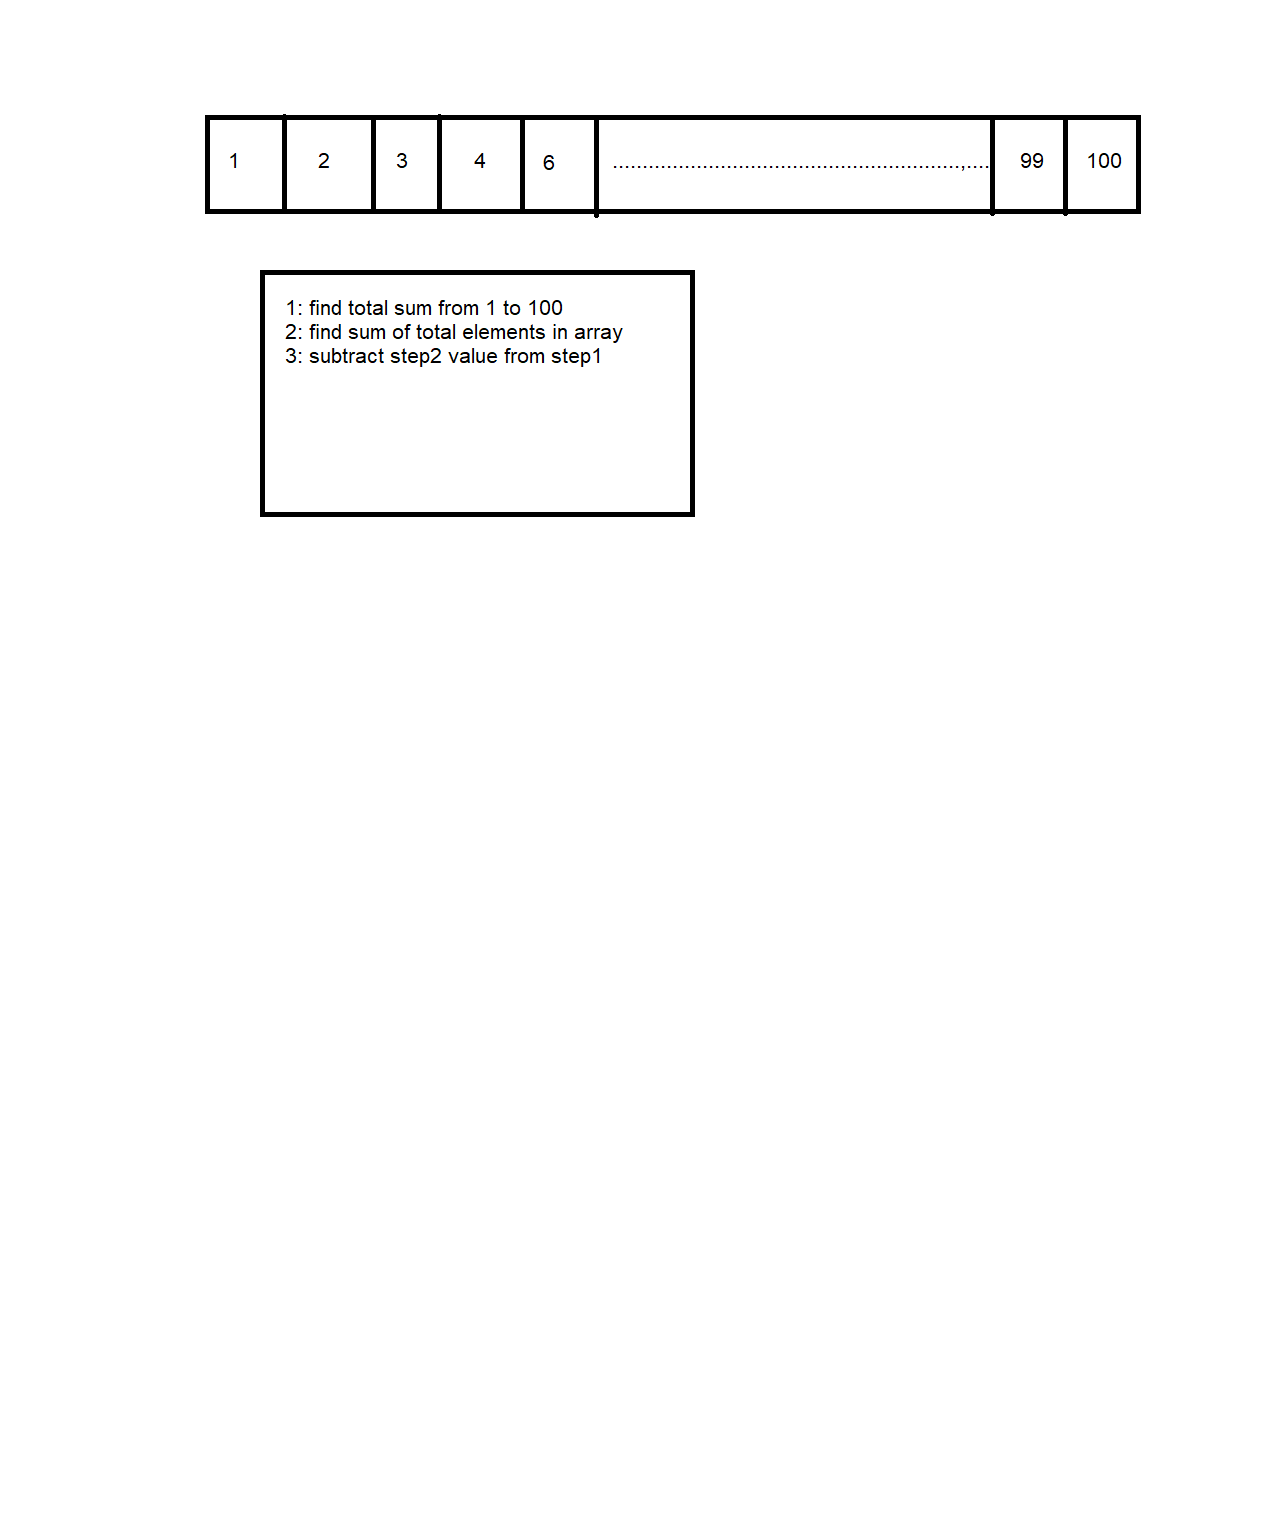 1 2 3 4 6 ..........................................................,.... 99 100
1: find total sum from 1 to 100
2: find sum of total elements in array
3: subtract step2 value from step1